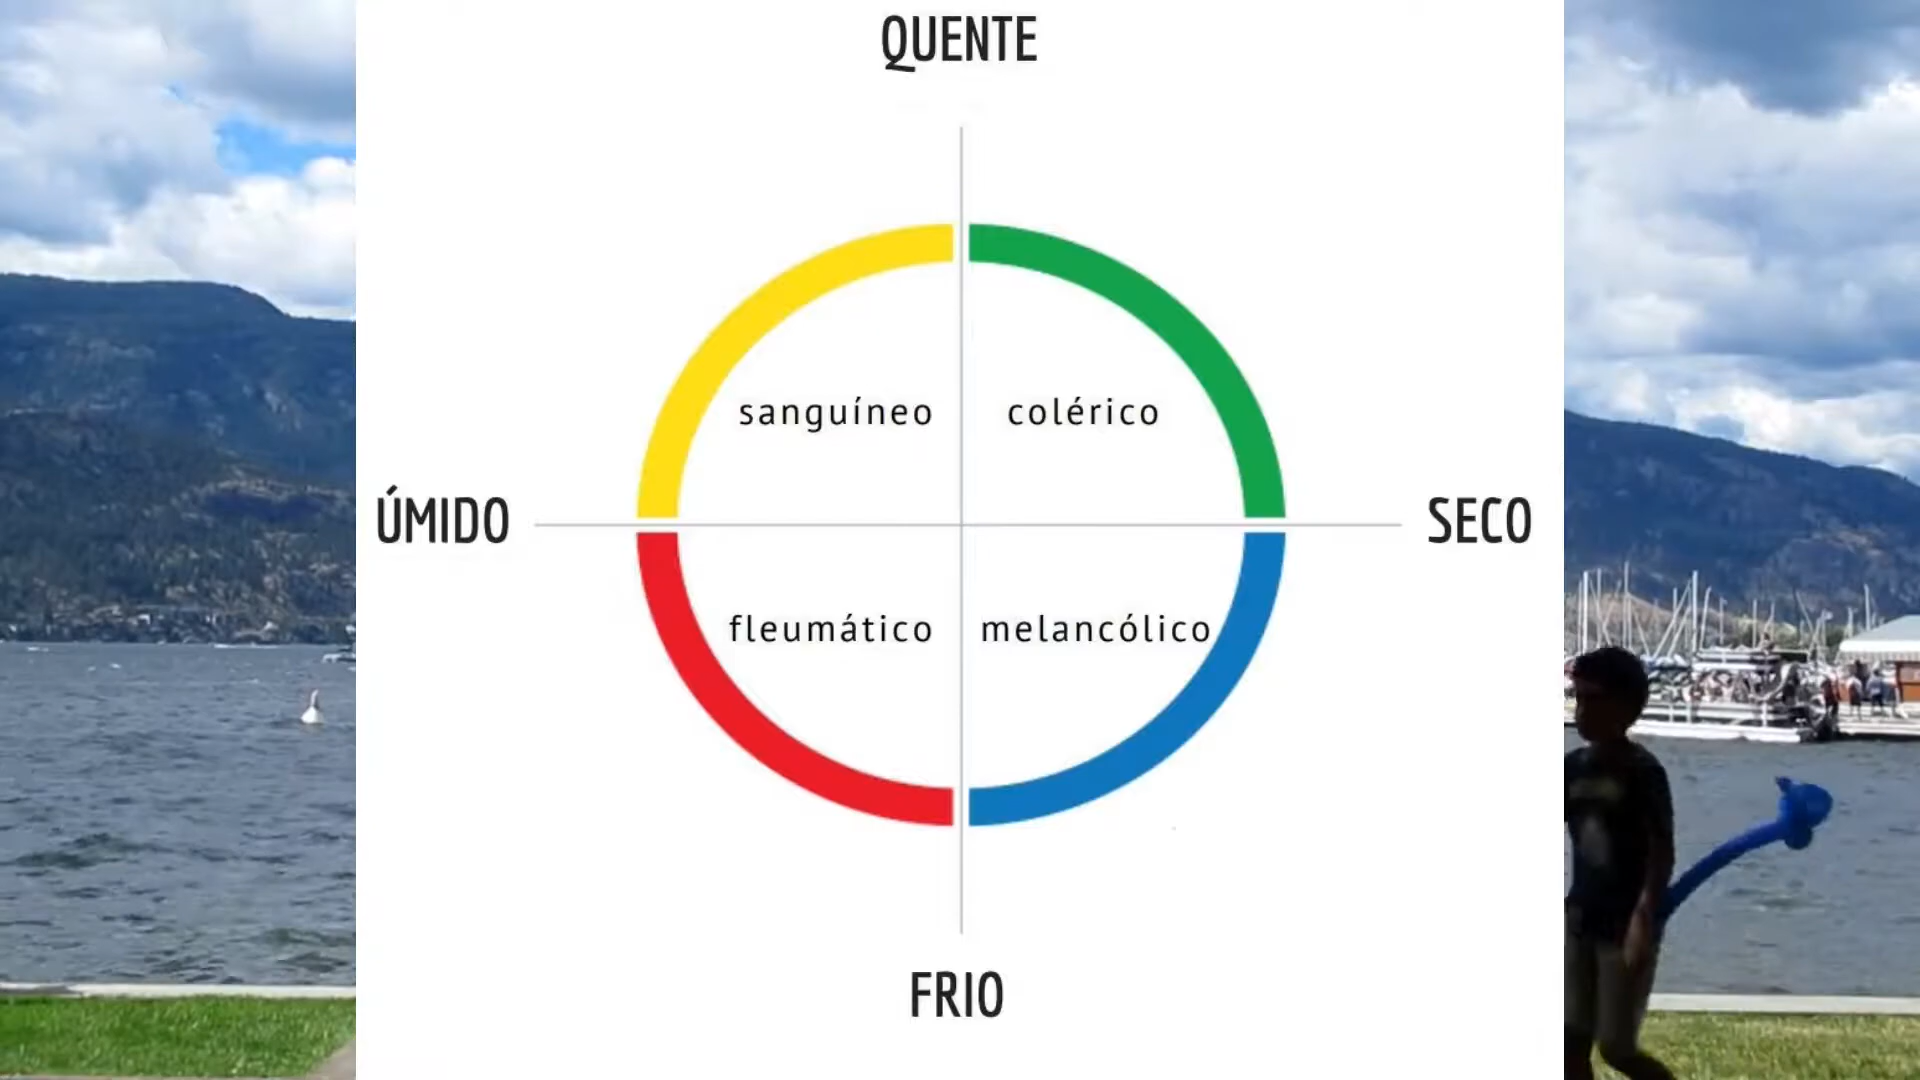 QUENTE
sanguíneo colérico
ÚMIDO SECO
fleumático melancólico
FRIO